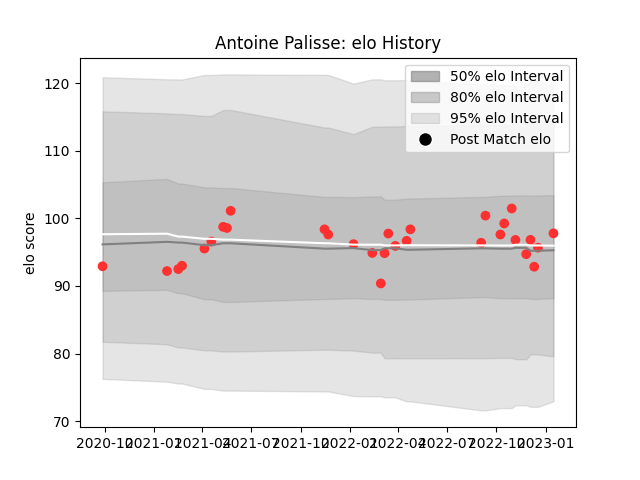 Antoine Palisse: elo History
120
110
100
90
80
70
elo score
50% elo Interval
80% elo Interval
95% elo Interval
Post Match elo
2020-10 2021-01 2021-04 2021-07 2021-10 2022-01 2022-04 2022-07 2022-10 2023-01